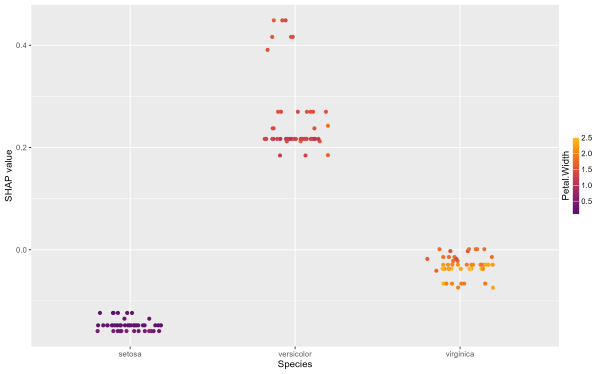 0.4
0.2
0.0
SHAP value
setosa
versicolor
virginica
Species
Petal.Width
2.5
2.0
1.5
1.0
0.5